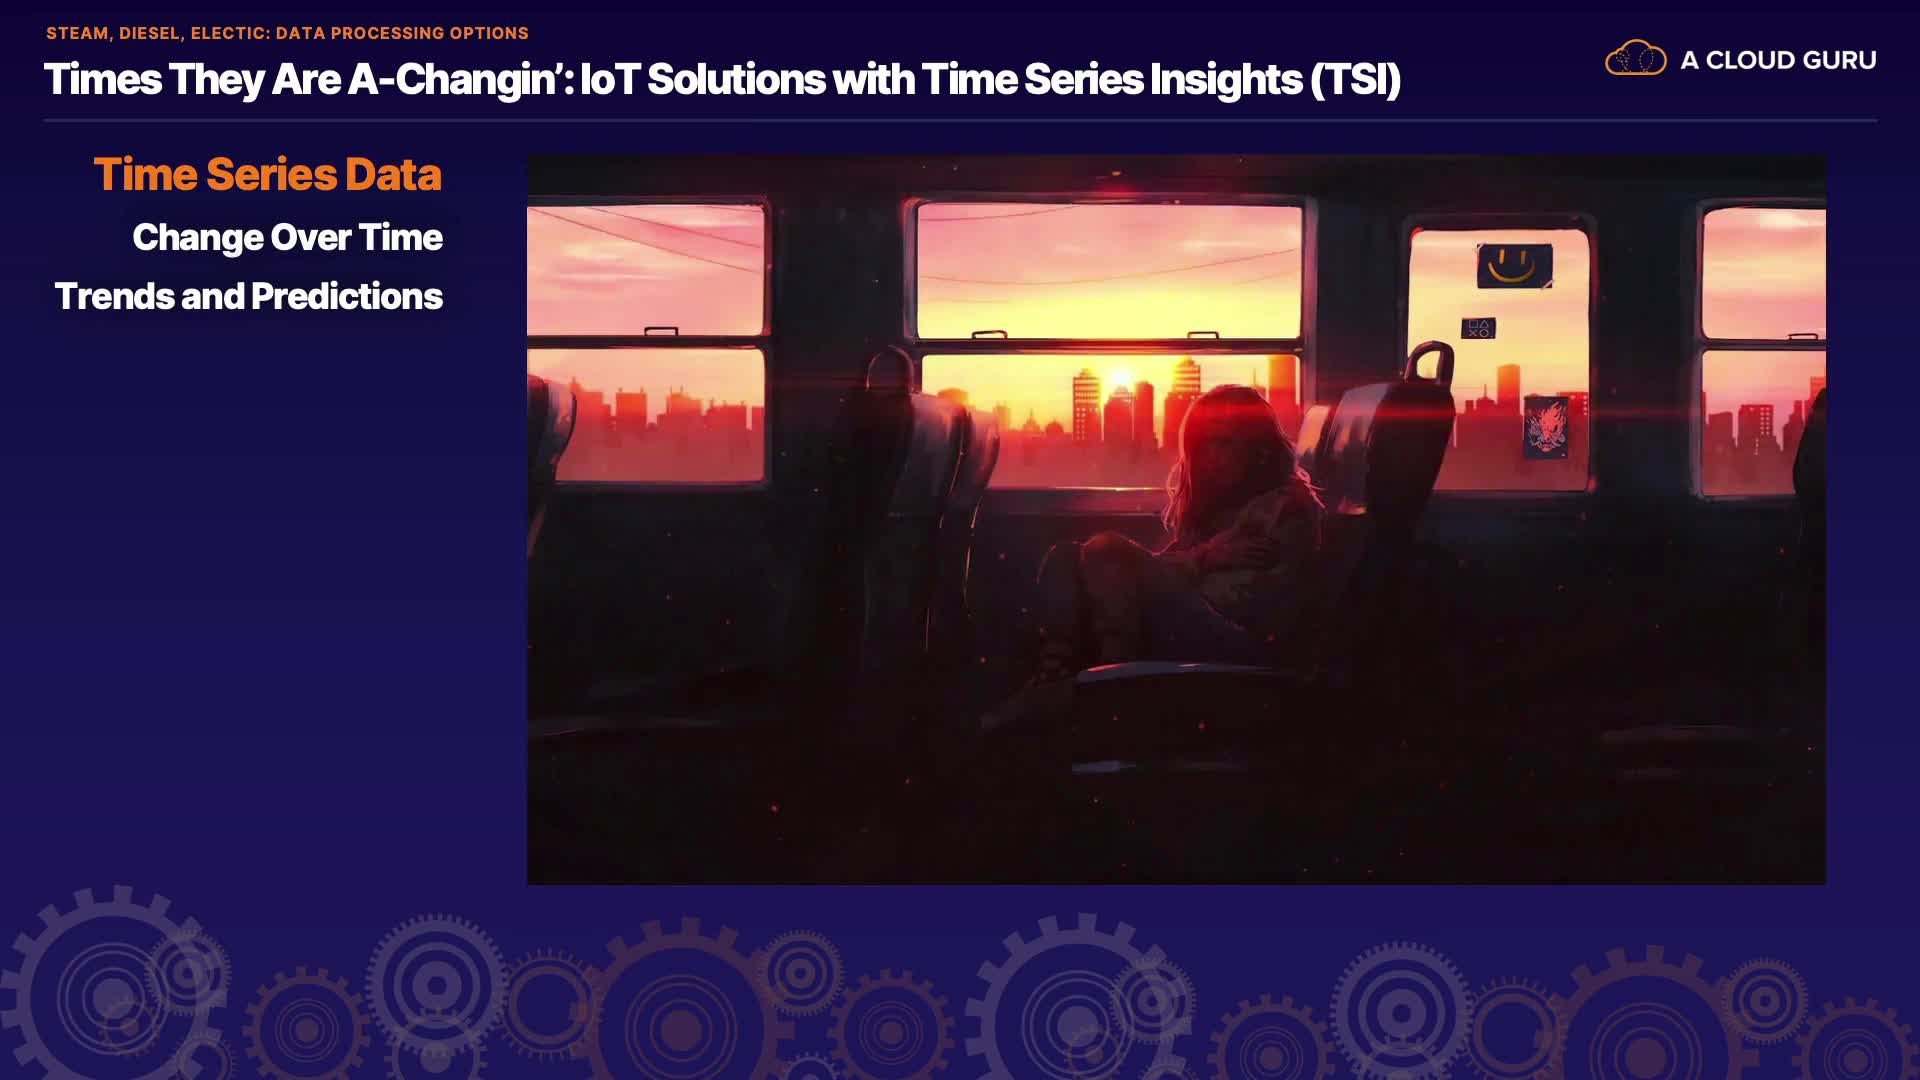 STEAM, DIESEL, ELECTIC: DATA PROCESSING OPTIONS
Times They Are A-Changin’: IoT Solutions with Time Series Insights (TSI)
A CLOUD GURU
Time Series Data
Change Over Time
Trends and Predictions